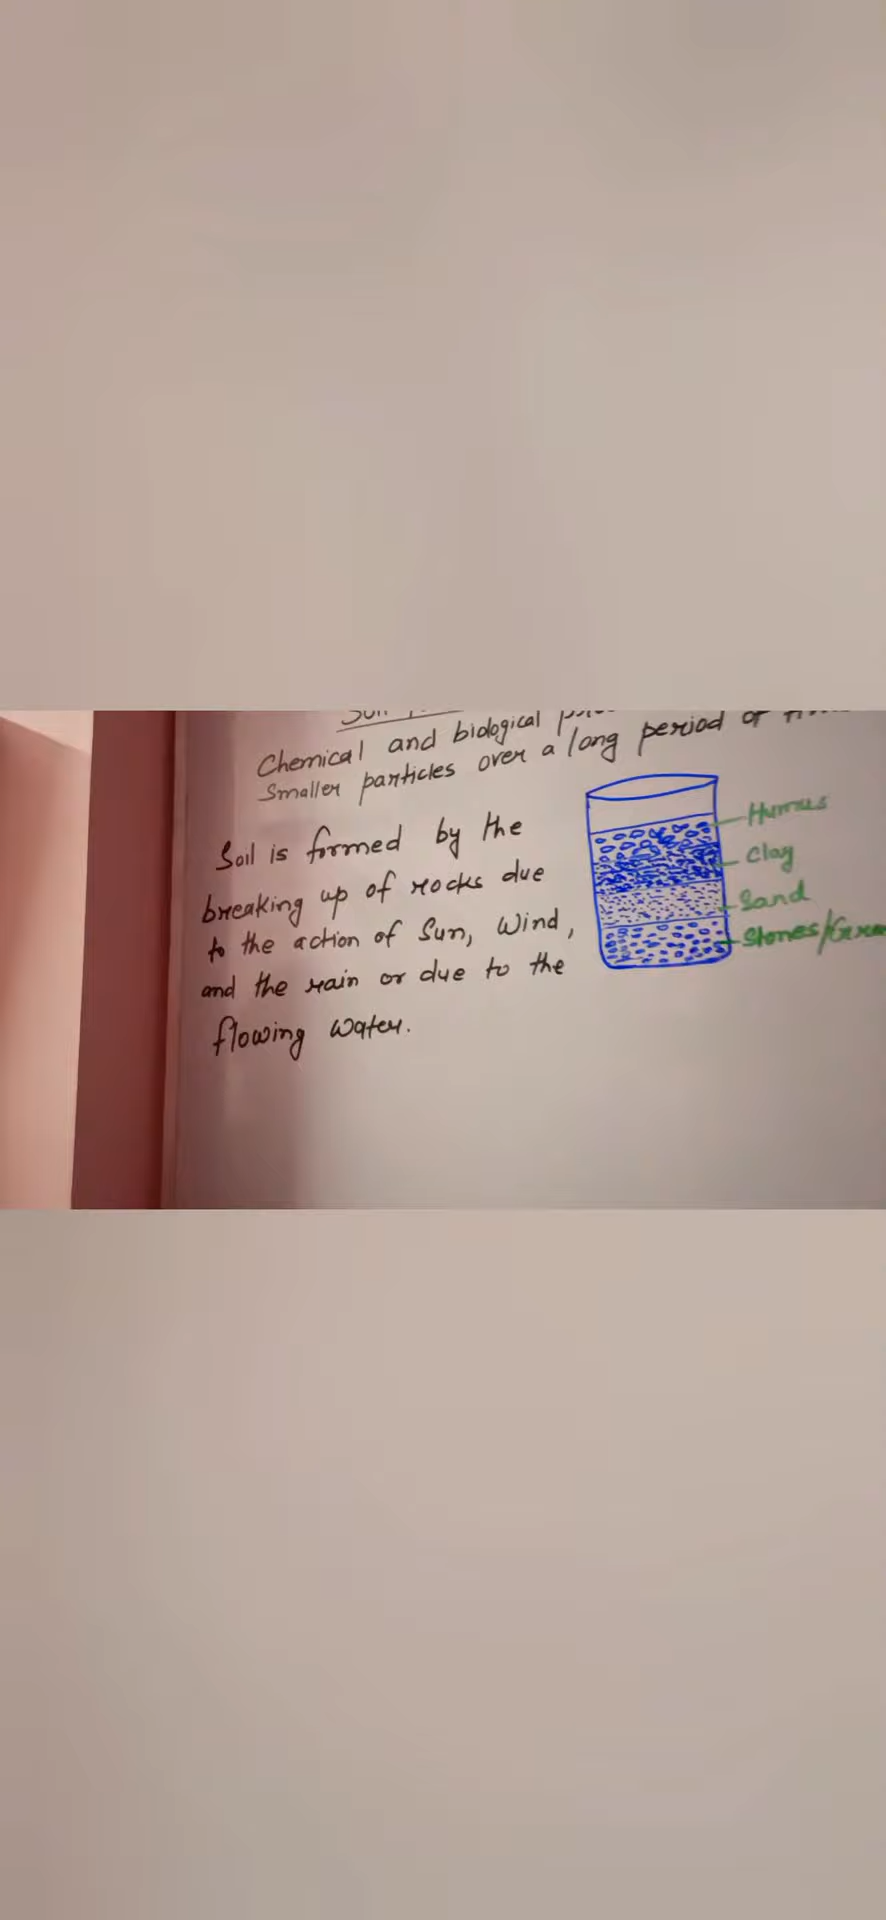 Chemical and biological
Smaller particles over a long period of
Soil is formed by the
breaking up of rocks due
to the action of Sun, Wind,
and the rain or due to the
flowing water.
Humus
Clay
Sand
Stones/